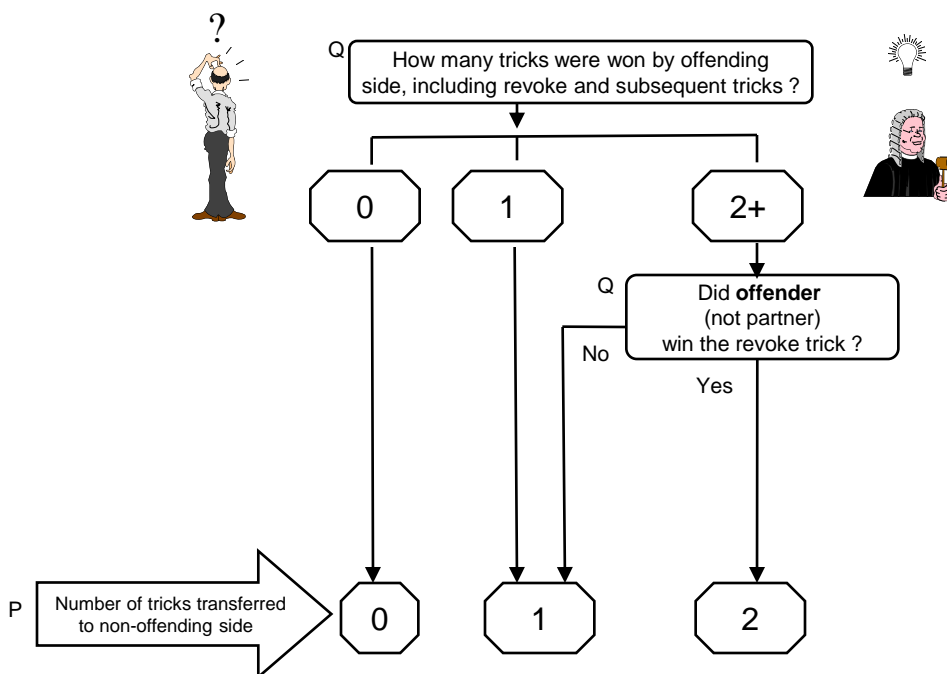 ?
Q
How many tricks were won by offending
side, including revoke and subsequent tricks ?
0
1
2+
Q
Did offender
(not partner)
win the revoke trick ?
No
Yes
P
Number of tricks transferred
to non-offending side
0
1
2